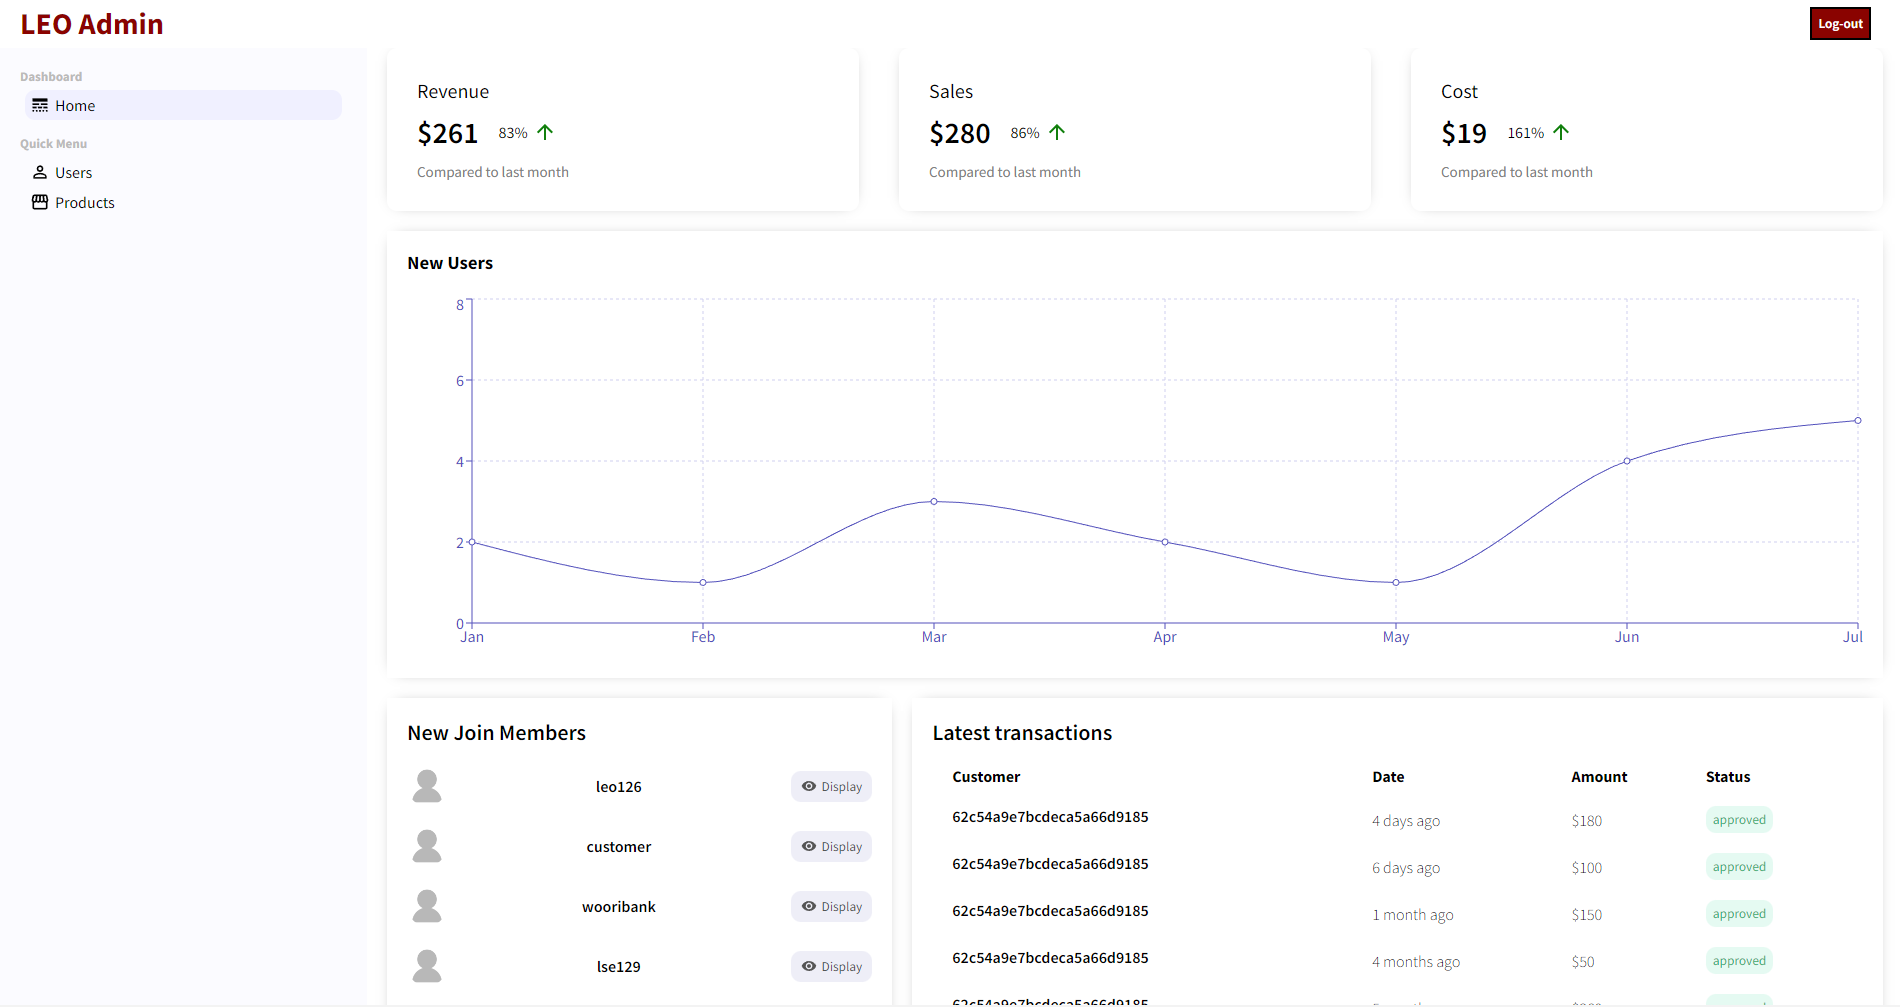 LEO Admin
Log-out
Dashboard
Home
Quick Menu
Users
Products
Revenue
$261 83%
Compared to last month
Sales
$280 86%
Compared to last month
Cost
$19 161%
Compared to last month
New Users
8
6
4
2
0
Jan Feb Mar Apr May Jun Jul
New Join Members
leo126 Display
customer Display
wooribank Display
lse129 Display
Latest transactions
Customer Date Amount Status
62c54a9e7bcdeca5a66d9185 4 days ago $180 approved
62c54a9e7bcdeca5a66d9185 6 days ago $100 approved
62c54a9e7bcdeca5a66d9185 1 month ago $150 approved
62c54a9e7bcdeca5a66d9185 4 months ago $50 approved
62c54a9e7bcdeca5a66d9185